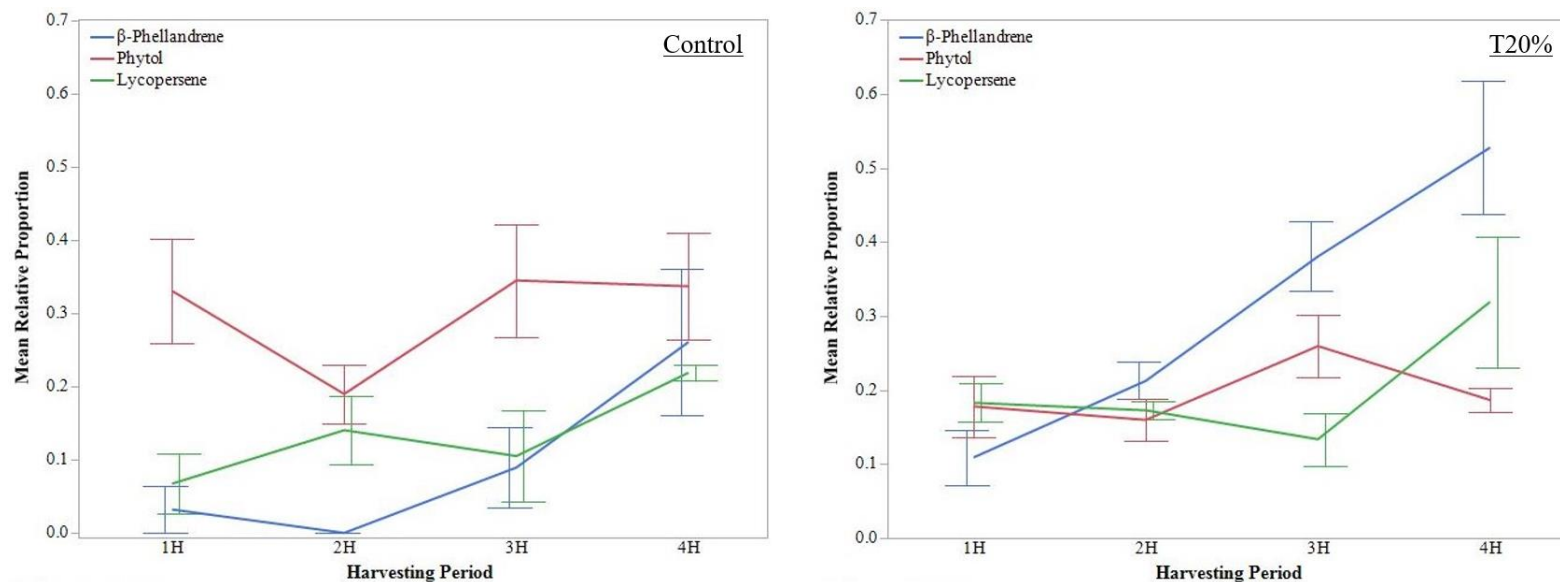 β-Phellandrene
Phytol
Lycopersene
Control
0.7
0.6
0.5
0.4
0.3
0.2
0.1
0.0
Mean Relative Proportion
1H 2H 3H 4H
Harvesting Period
β-Phellandrene
Phytol
Lycopersene
T20%
0.7
0.6
0.5
0.4
0.3
0.2
0.1
0.0
Mean Relative Proportion
1H 2H 3H 4H
Harvesting Period